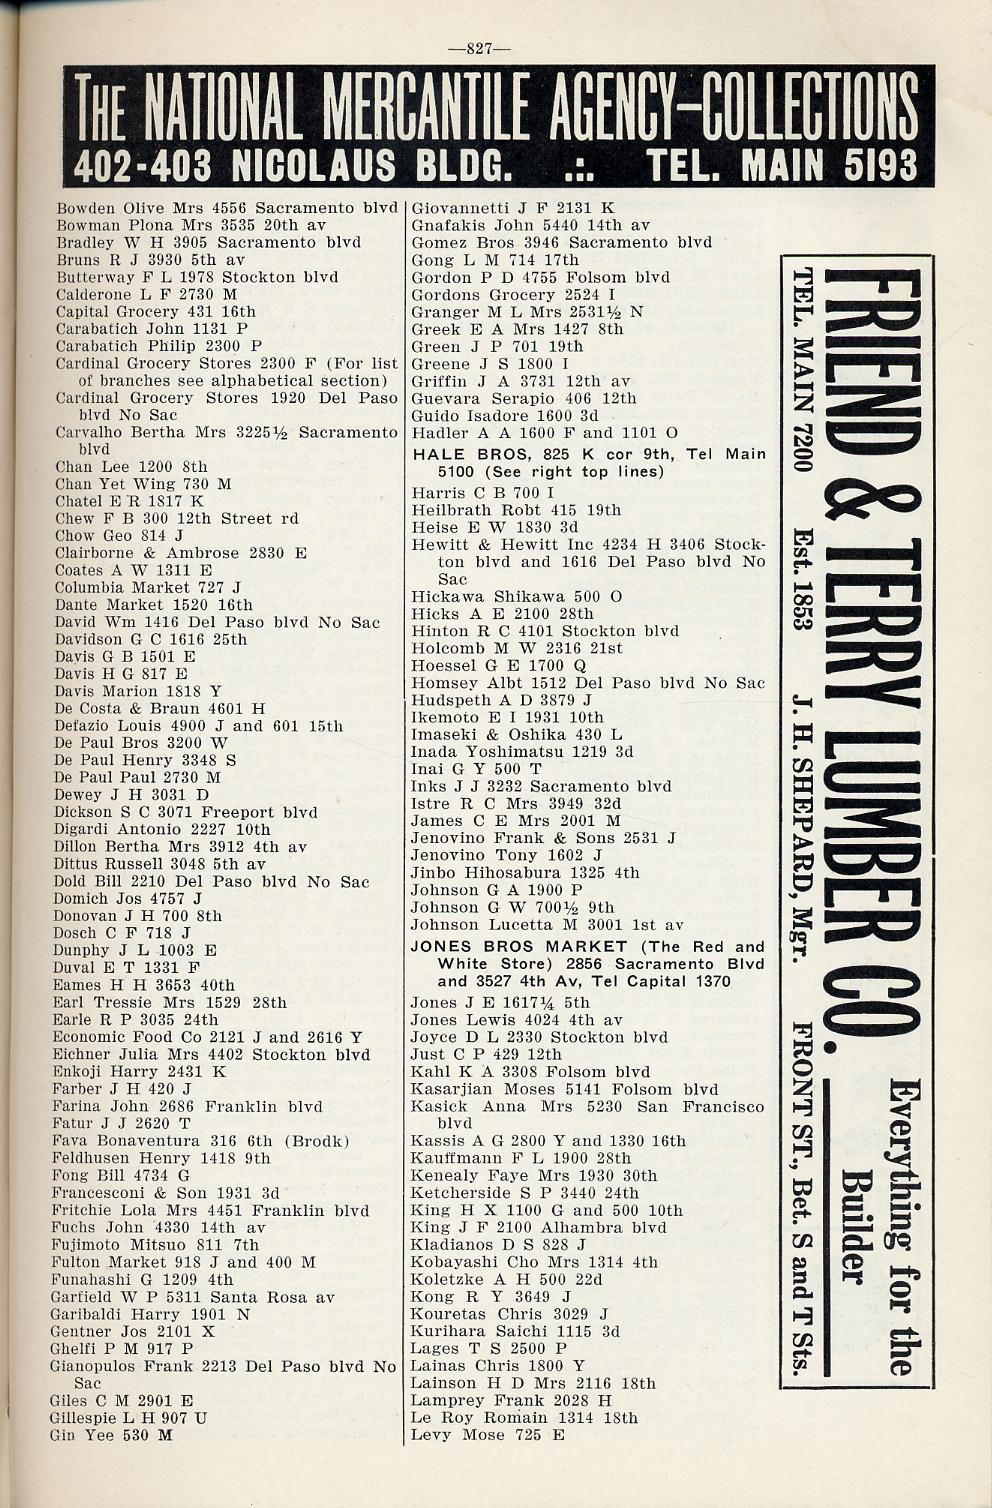 —827—
THE NATIONAL MERCANTILE AGENCY–COLLECTIONS
402-403 NICOLAUS BLDG. .:. TEL. MAIN 5193
Bowden Olive Mrs 4556 Sacramento blvd
Bowman Plona Mrs 3535 20th av
Bradley W H 3905 Sacramento blvd
Bruns R J 3930 5th av
Butterway F L 1978 Stockton blvd
Calderone L F 2730 M
Capital Grocery 431 16th
Carabatich John 1131 P
Carabatich Philip 2300 P
Cardinal Grocery Stores 2300 F (For list
of branches see alphabetical section)
Cardinal Grocery Stores 1920 Del Paso
blvd No Sac
Carvalho Bertha Mrs 3225½ Sacramento
blvd
Chan Lee 1200 8th
Chan Yet Wing 730 M
Chatel E R 1817 K
Chew F B 300 12th Street rd
Chow Geo 814 J
Clairborne & Ambrose 2830 E
Coates A W 1311 E
Columbia Market 727 J
Dante Market 1520 16th
David Wm 1416 Del Paso blvd No Sac
Davidson G C 1616 25th
Davis G B 1501 E
Davis H G 817 E
Davis Marion 1818 Y
De Costa & Braun 4601 H
Defazio Louis 4900 J and 601 15th
De Paul Bros 3200 W
De Paul Henry 3348 S
De Paul Paul 2730 M
Dewey J H 3031 D
Dickson S C 3071 Freeport blvd
Digardi Antonio 2227 10th
Dillon Bertha Mrs 3912 4th av
Dittus Russell 3048 5th av
Dold Bill 2210 Del Paso blvd No Sac
Domich Jos 4757 J
Donovan J H 700 8th
Dosch C F 718 J
Dunphy J L 1003 E
Duval E T 1331 F
Eames H H 3653 40th
Earl Tressie Mrs 1529 28th
Earle R P 3035 24th
Economic Food Co 2121 J and 2616 Y
Eichner Julia Mrs 4402 Stockton blvd
Enkoji Harry 2431 K
Farber J H 420 J
Farina John 2686 Franklin blvd
Fatur J J 2620 T
Fava Bonaventura 316 6th (Brodk)
Feldhusen Henry 1418 9th
Fong Bill 4734 G
Francesconi & Son 1931 3d
Fritchie Lola Mrs 4451 Franklin blvd
Fuchs John 4330 14th av
Fujimoto Mitsuo 811 7th
Fulton Market 918 J and 400 M
Funahashi G 1209 4th
Garfield W P 5311 Santa Rosa av
Garibaldi Harry 1901 N
Gentner Jos 2101 X
Ghelfi P M 917 P
Gianopulos Frank 2213 Del Paso blvd No
Sac
Giles C M 2901 E
Gillespie L H 907 U
Gin Yee 530 M
Giovannetti J F 2131 K
Gnafakis John 5440 14th av
Gomez Bros 3946 Sacramento blvd
Gong L M 714 17th
Gordon P D 4755 Folsom blvd
Gordons Grocery 2524 I
Granger M L Mrs 2531½ N
Greek E A Mrs 1427 8th
Green J P 701 19th
Greene J S 1800 I
Griffin J A 3731 12th av
Guevara Serapio 406 12th
Guido Isadore 1600 3d
Hadler A A 1600 F and 1101 O
HALE BROS, 825 K cor 9th, Tel Main
5100 (See right top lines)
Harris C B 700 I
Heilbrath Robt 415 19th
Heise E W 1830 3d
Hewitt & Hewitt Inc 4234 H 3406 Stock-
ton blvd and 1616 Del Paso blvd No
Sac
Hickawa Shikawa 500 O
Hicks A E 2100 28th
Hinton R C 4101 Stockton blvd
Holcomb M W 2316 21st
Hoessel G E 1700 Q
Homsey Albt 1512 Del Paso blvd No Sac
Hudspeth A D 3879 J
Ikemoto E I 1931 10th
Imaseki & Oshika 430 L
Inada Yoshimatsu 1219 3d
Inai G Y 500 T
Inks J J 3232 Sacramento blvd
Istre R C Mrs 3949 32d
James C E Mrs 2001 M
Jenovino Frank & Sons 2531 J
Jenovino Tony 1602 J
Jinbo Hihosabura 1325 4th
Johnson G A 1900 P
Johnson G W 700½ 9th
Johnson Lucetta M 3001 1st av
JONES BROS MARKET (The Red and
White Store) 2856 Sacramento Blvd
and 3527 4th Av, Tel Capital 1370
Jones J E 1617¼ 5th
Jones Lewis 4024 4th av
Joyce D L 2330 Stockton blvd
Just C P 429 12th
Kahl K A 3308 Folsom blvd
Kasarjian Moses 5141 Folsom blvd
Kasick Anna Mrs 5230 San Francisco
blvd
Kassis A G 2800 Y and 1330 16th
Kauffmann F L 1900 28th
Kenealy Faye Mrs 1930 30th
Ketcherside S P 3440 24th
King H X 1100 G and 500 10th
King J F 2100 Alhambra blvd
Kladianos D S 828 J
Kobayashi Cho Mrs 1314 4th
Koletzke A H 500 22d
Kong R Y 3649 J
Kouretas Chris 3029 J
Kurihara Saichi 1115 3d
Lages T S 2500 P
Lainas Chris 1800 Y
Lainson H D Mrs 2116 18th
Lamprey Frank 2028 H
Le Roy Romain 1314 18th
Levy Mose 725 E
FRIEND & TERRY LUMBER CO.
Everything for the
Builder
TEL. MAIN 7200 Est. 1853 J. H. SHEPARD, Mgr. FRONT ST., Bet. S and T Sts.